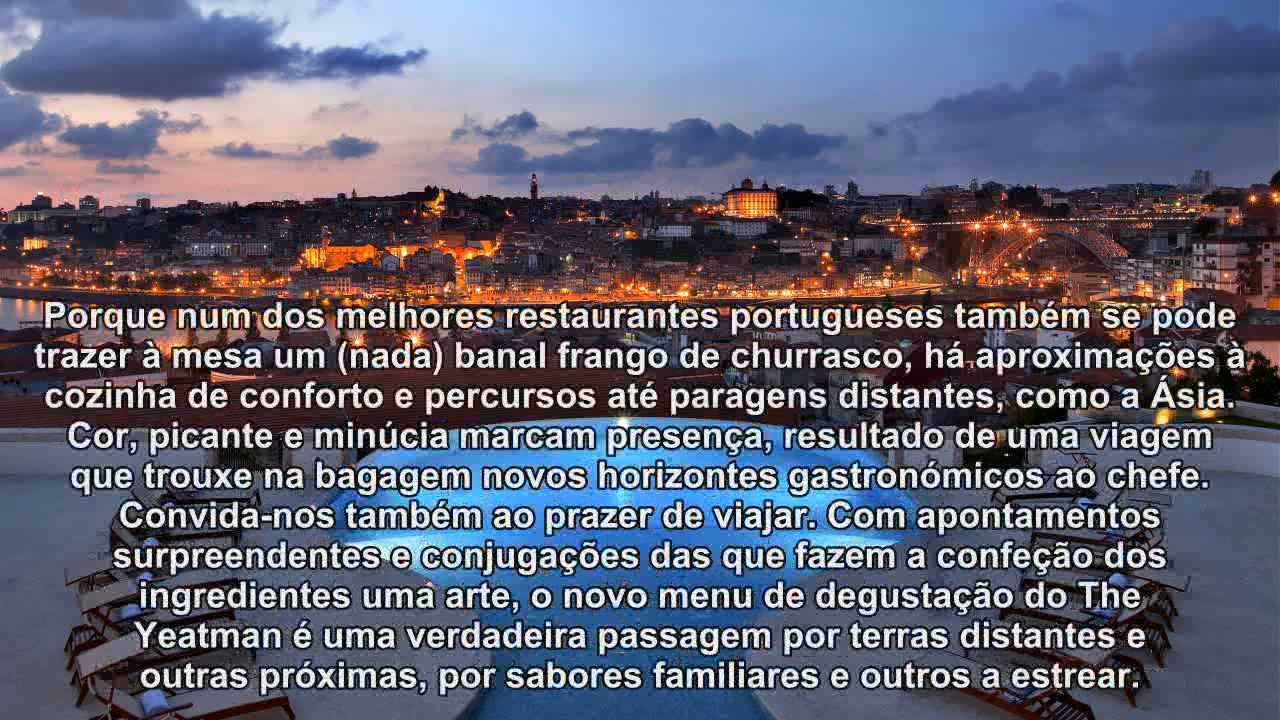 Porque num dos melhores restaurantes portugueses também se pode
trazer à mesa um (nada) banal frango de churrasco, há aproximações à
cozinha de conforto e percursos até paragens distantes, como a Ásia.
Cor, picante e minúcia marcam presença, resultado de uma viagem
que trouxe na bagagem novos horizontes gastronómicos ao chefe.
Convida-nos também ao prazer de viajar. Com apontamentos
surpreendentes e conjugações das que fazem a confeção dos
ingredientes uma arte, o novo menu de degustação do The
Yeatman é uma verdadeira passagem por terras distantes e
outras próximas, por sabores familiares e outros a estrear.